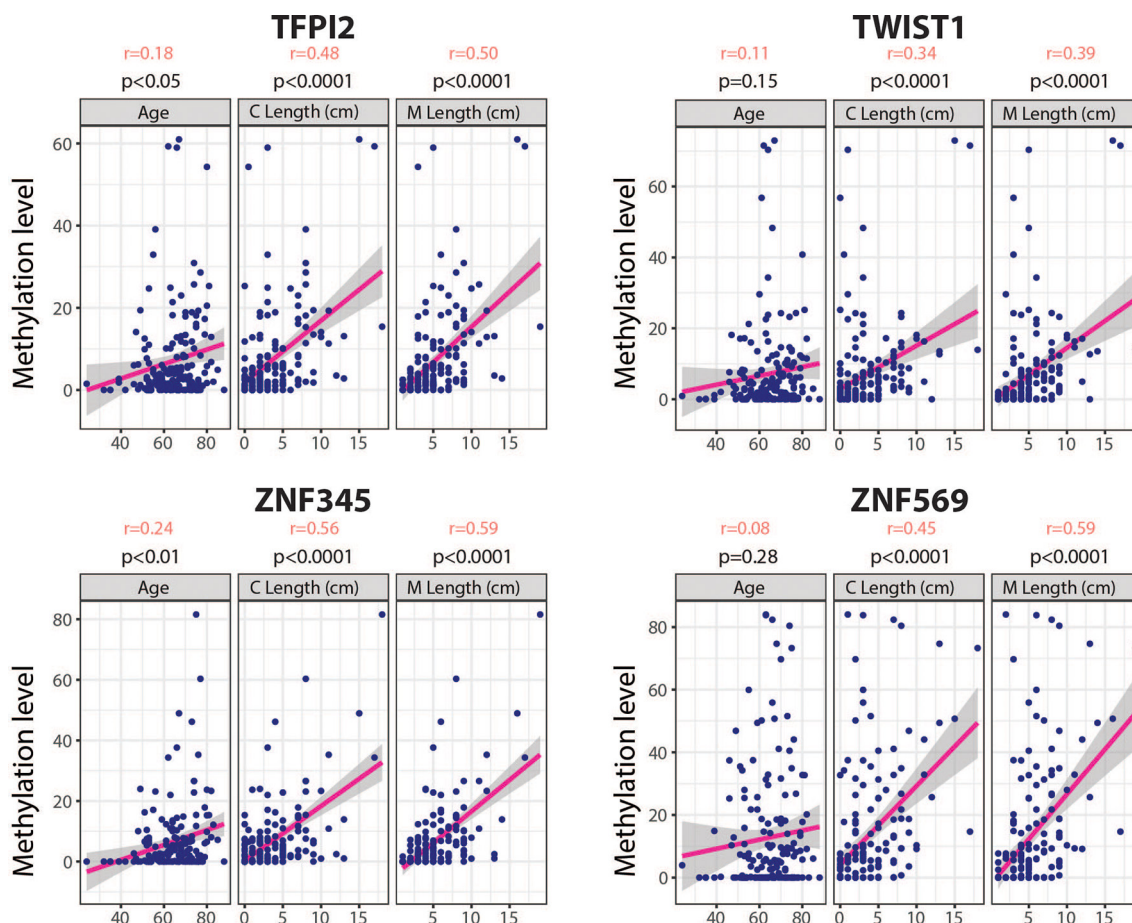 TFPI2
r=0.18 r=0.48 r=0.50
p<0.05 p<0.0001 p<0.0001
Age C Length (cm) M Length (cm)
Methylation level
60
40
20
0
40 60 80 0 5 10 15 5 10 15
TWIST1
r=0.11 r=0.34 r=0.39
p=0.15 p<0.0001 p<0.0001
Age C Length (cm) M Length (cm)
Methylation level
60
40
20
0
40 60 80 0 5 10 15 5 10 15
ZNF345
r=0.24 r=0.56 r=0.59
p<0.01 p<0.0001 p<0.0001
Age C Length (cm) M Length (cm)
Methylation level
80
60
40
20
0
40 60 80 0 5 10 15 5 10 15
ZNF569
r=0.08 r=0.45 r=0.59
p=0.28 p<0.0001 p<0.0001
Age C Length (cm) M Length (cm)
Methylation level
80
60
40
20
0
40 60 80 0 5 10 15 5 10 15